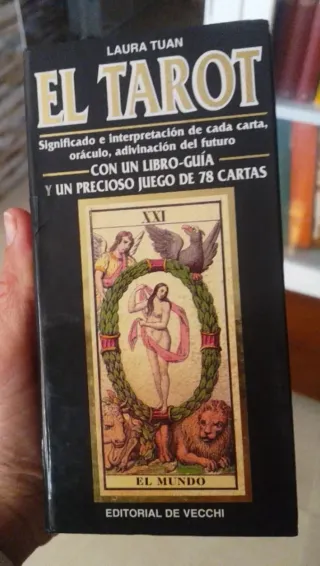 LAURA TUAN
EL TAROT
Significado e interpretación de cada carta,
oráculo, adivinación del futuro
CON UN LIBRO-GUÍA
Y UN PRECIOSO JUEGO DE 78 CARTAS
XXI
EL MUNDO
EDITORIAL DE VECCHI